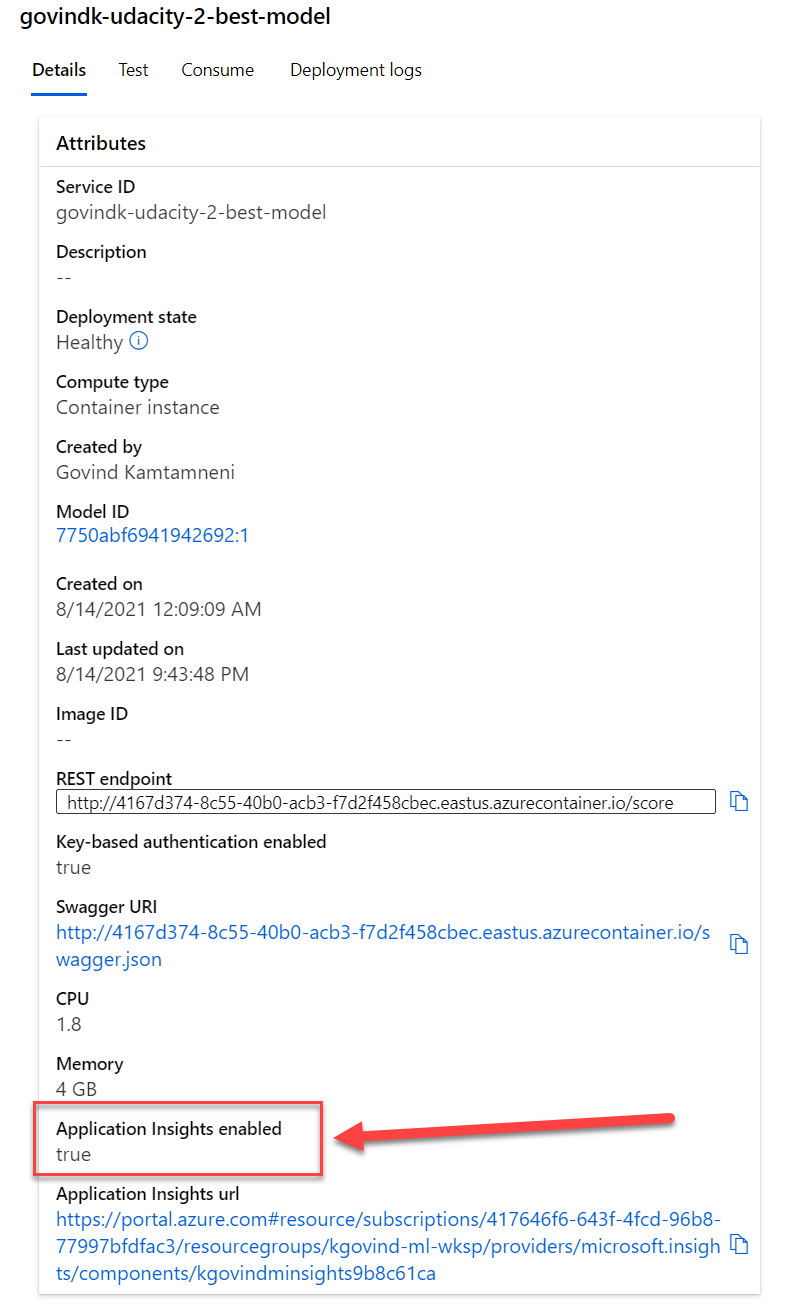 govindk-udacity-2-best-model
Details Test Consume Deployment logs
Attributes
Service ID
govindk-udacity-2-best-model
Description
--
Deployment state
Healthy
Compute type
Container instance
Created by
Govind Kamtamneni
Model ID
7750abf6941942692:1
Created on
8/14/2021 12:09:09 AM
Last updated on
8/14/2021 9:43:48 PM
Image ID
--
REST endpoint
http://4167d374-8c55-40b0-acb3-f7d2f458cbec.eastus.azurecontainer.io/score
Key-based authentication enabled
true
Swagger URI
http://4167d374-8c55-40b0-acb3-f7d2f458cbec.eastus.azurecontainer.io/s
wagger.json
CPU
1.8
Memory
4 GB
Application Insights enabled
true
Application Insights url
https://portal.azure.com#resource/subscriptions/417646f6-643f-4fcd-96b8-
77997bfdfac3/resourcegroups/kgovind-ml-wksp/providers/microsoft.insigh
ts/components/kgovindminsights9b8c61ca